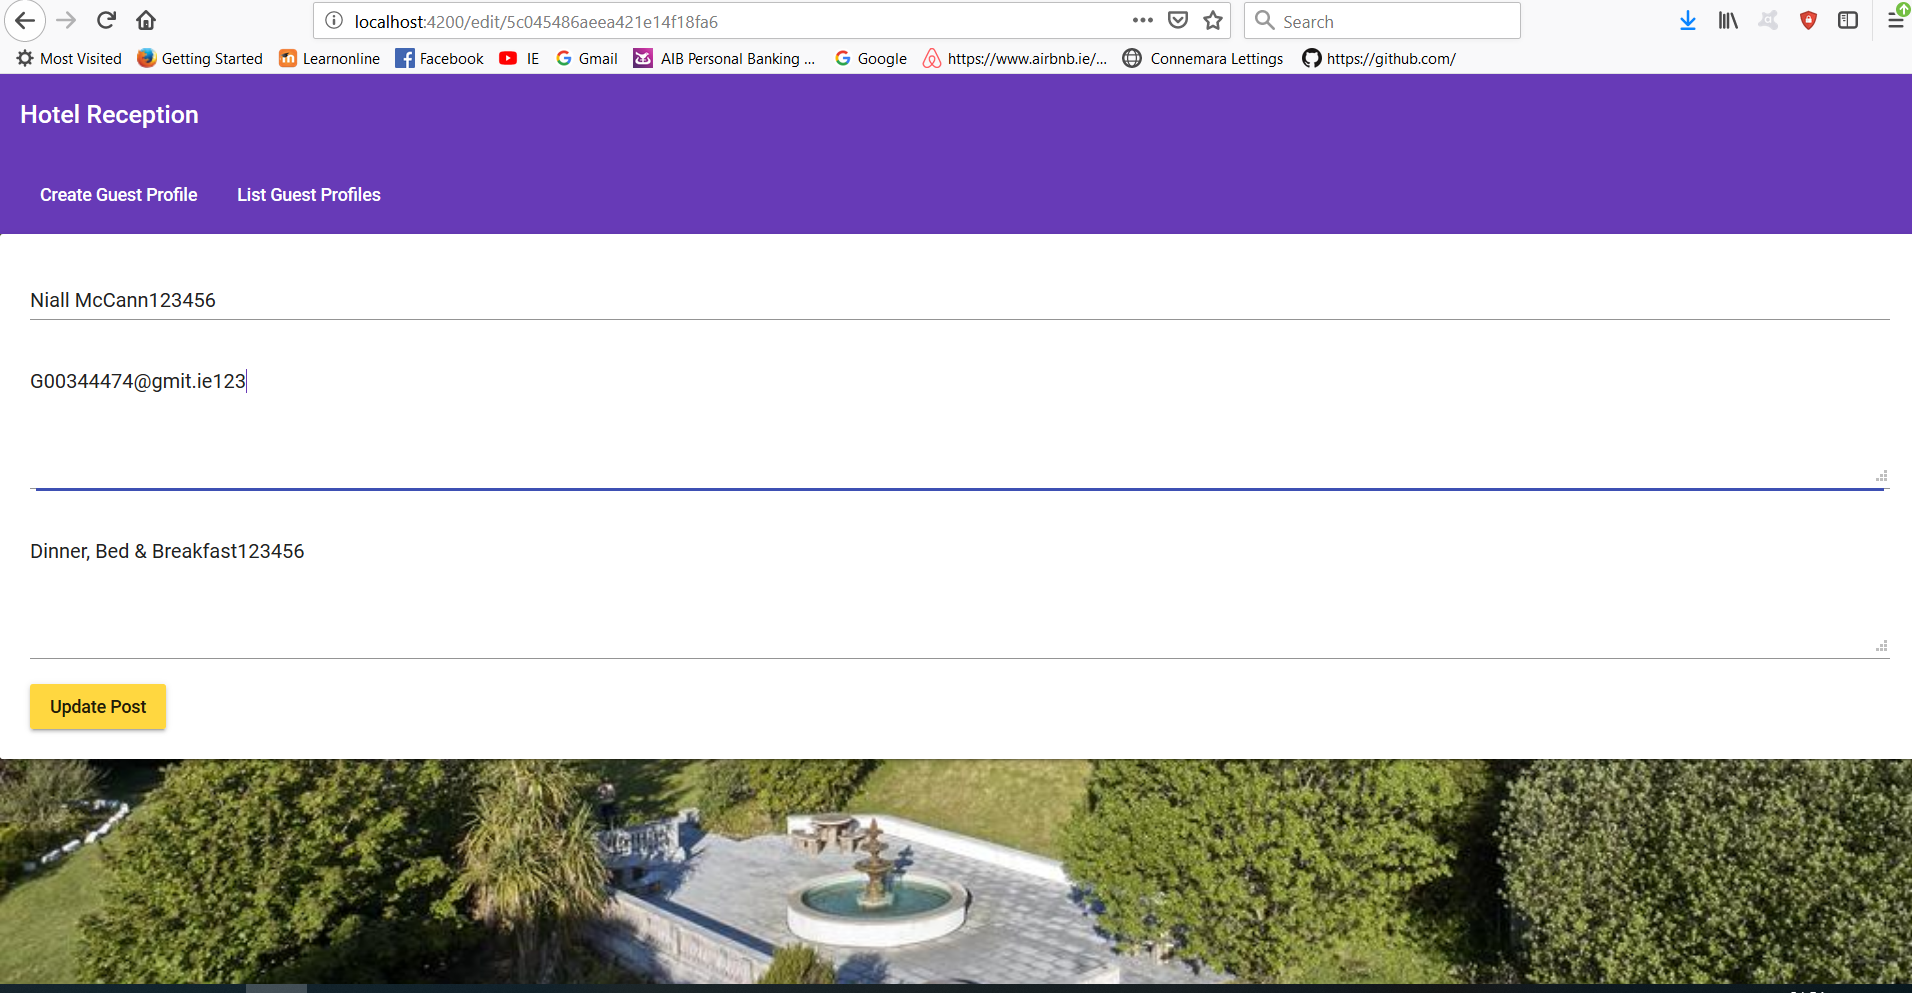 localhost:4200/edit/5c045486aeea421e14f18fa6
Search
Most Visited Getting Started Learnonline Facebook IE Gmail AIB Personal Banking ... Google https://www.airbnb.ie/... Connemara Lettings https://github.com/
Hotel Reception
Create Guest Profile List Guest Profiles
Niall McCann123456
G00344474@gmit.ie123
Dinner, Bed & Breakfast123456
Update Post